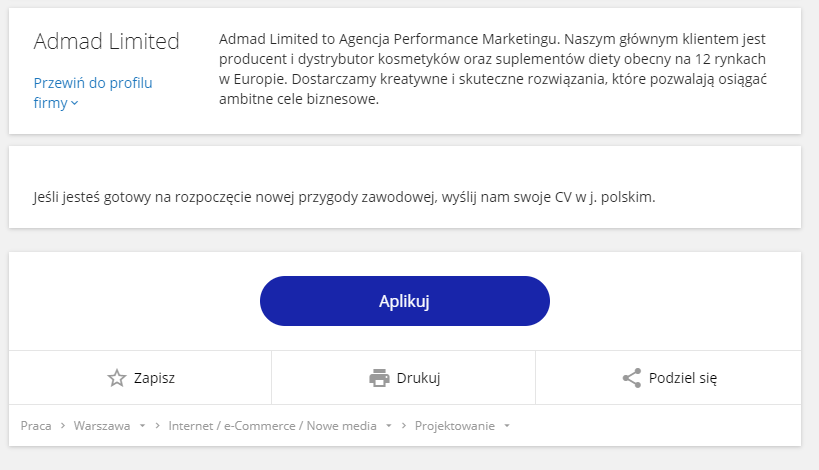 Admad Limited
Przewiń do profilu
firmy
Admad Limited to Agencja Performance Marketingu. Naszym głównym klientem jest
producent i dystrybutor kosmetyków oraz suplementów diety obecny na 12 rynkach
w Europie. Dostarczamy kreatywne i skuteczne rozwiązania, które pozwalają osiągać
ambitne cele biznesowe.
Jeśli jesteś gotowy na rozpoczęcie nowej przygody zawodowej, wyślij nam swoje CV w j. polskim.
Aplikuj
Zapisz Drukuj Podziel się
Praca > Warszawa > Internet / e-Commerce / Nowe media > Projektowanie